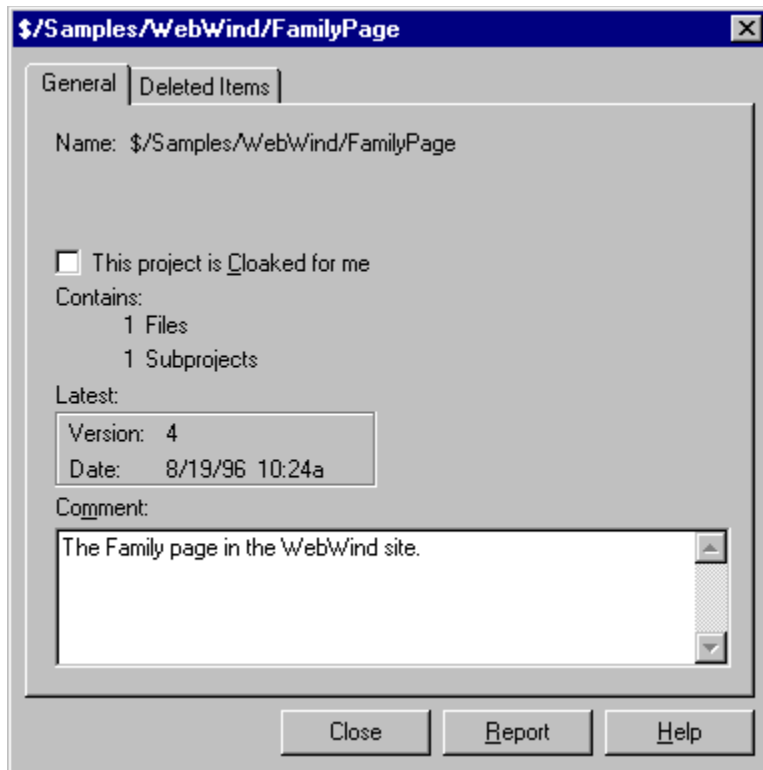 $/Samples/WebWind/FamilyPage
General Deleted Items
Name: $/Samples/WebWind/FamilyPage
This project is Cloaked for me
Contains:
1 Files
1 Subprojects
Latest:
Version: 4
Date: 8/19/96 10:24a
Comment:
The Family page in the WebWind site.
Close Report Help